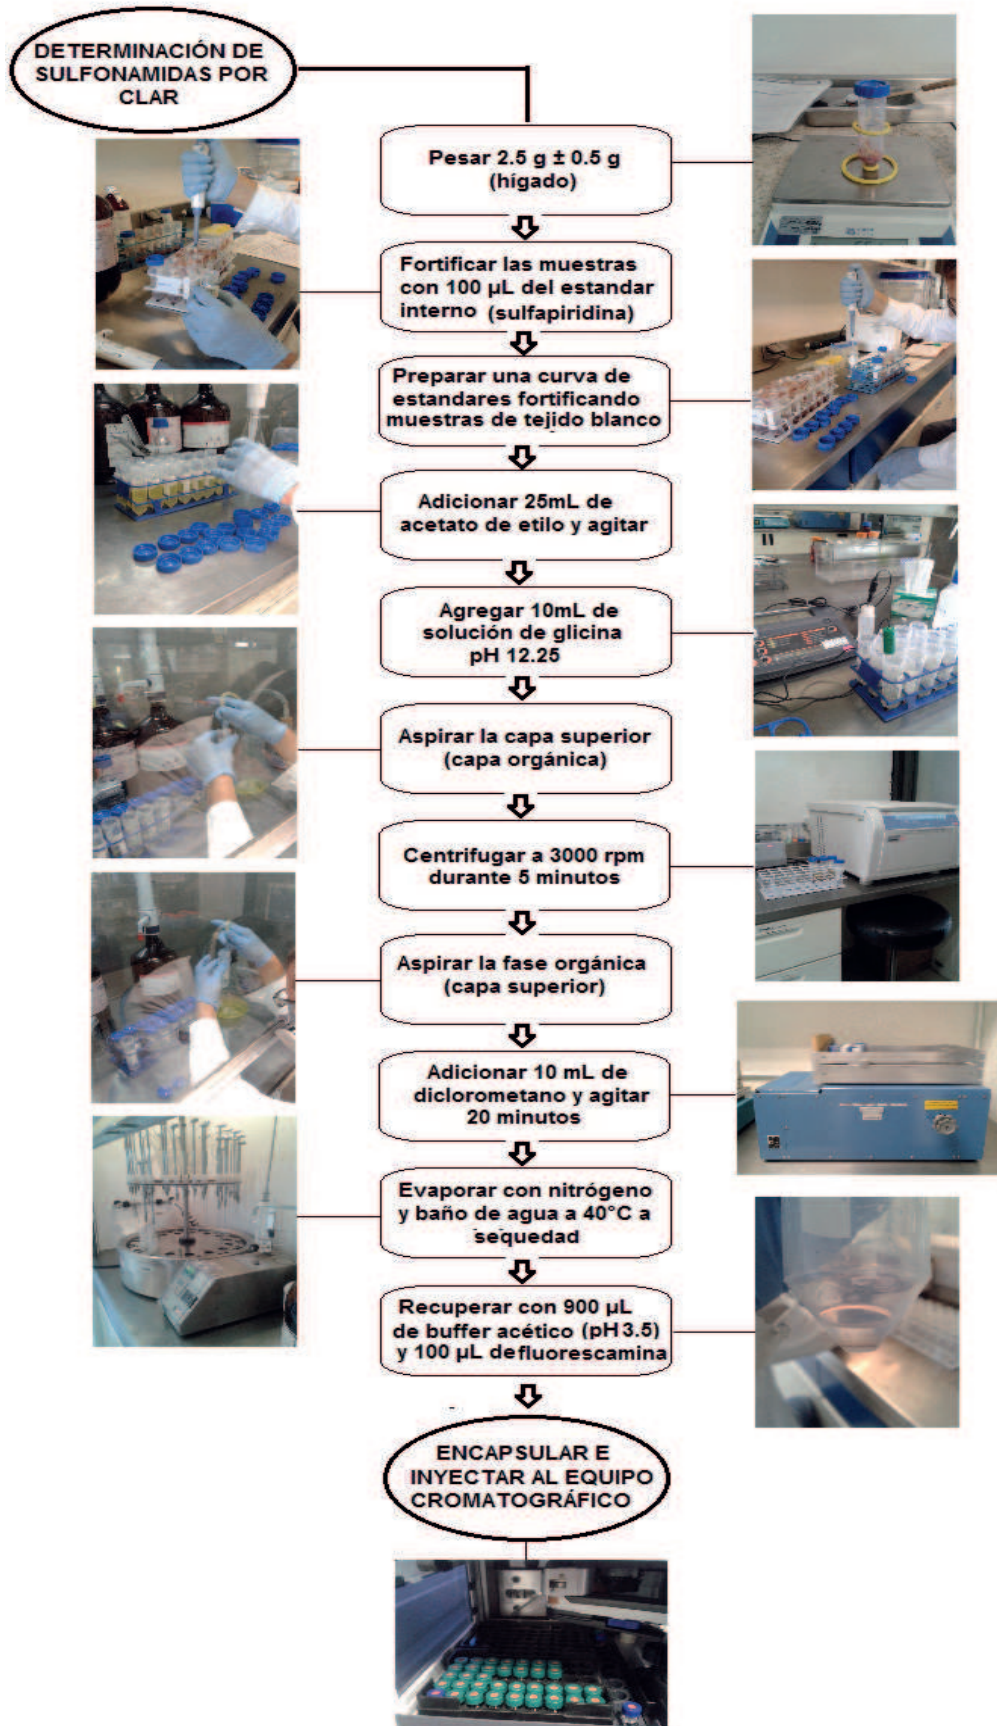 DETERMINACIÓN DE
SULFONAMIDAS POR
CLAR
Pesar 2.5 g ± 0.5 g
(hígado)
Fortificar las muestras
con 100 µL del estandar
interno (sulfapiridina)
Preparar una curva de
estandares fortificando
muestras de tejido blanco
Adicionar 25mL de
acetato de etilo y agitar
Agregar 10mL de
solución de glicina
pH 12.25
Aspirar la capa superior
(capa orgánica)
Centrifugar a 3000 rpm
durante 5 minutos
Aspirar la fase orgánica
(capa superior)
Adicionar 10 mL de
diclorometano y agitar
20 minutos
Evaporar con nitrógeno
y baño de agua a 40°C a
sequedad
Recuperar con 900 µL
de buffer acético (pH 3.5)
y 100 µL de fluorescamina
ENCAPSULAR E
INYECTAR AL EQUIPO
CROMATOGRÁFICO